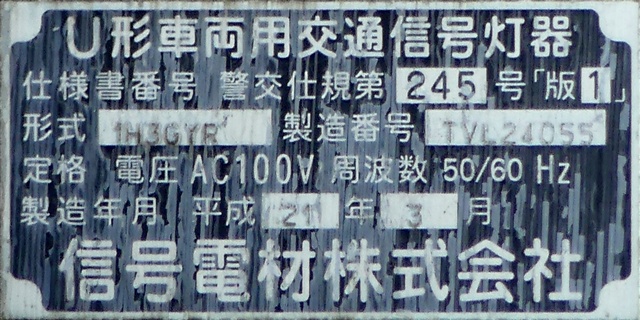 U形車両用交通信号灯器
仕様書番号 警交仕規第 245 号「版1」
形式 1H3GYR 製造番号 TVL24055
定格 電圧 AC100V 周波数 50/60 Hz
製造年月 平成 21 年 3 月
信号電材株式会社